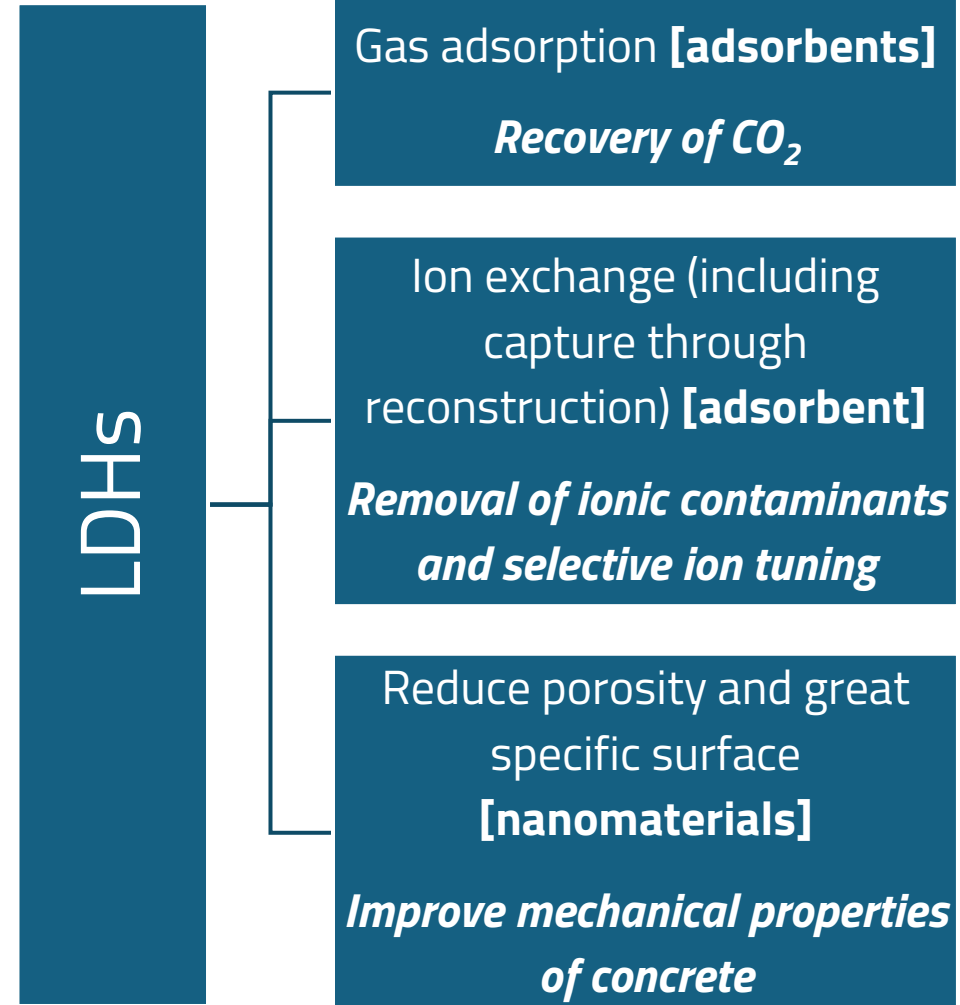 LDHs
Gas adsorption [adsorbents]
Recovery of CO₂
Ion exchange (including
capture through
reconstruction) [adsorbent]
Removal of ionic contaminants
and selective ion tuning
Reduce porosity and great
specific surface
[nanomaterials]
Improve mechanical properties
of concrete